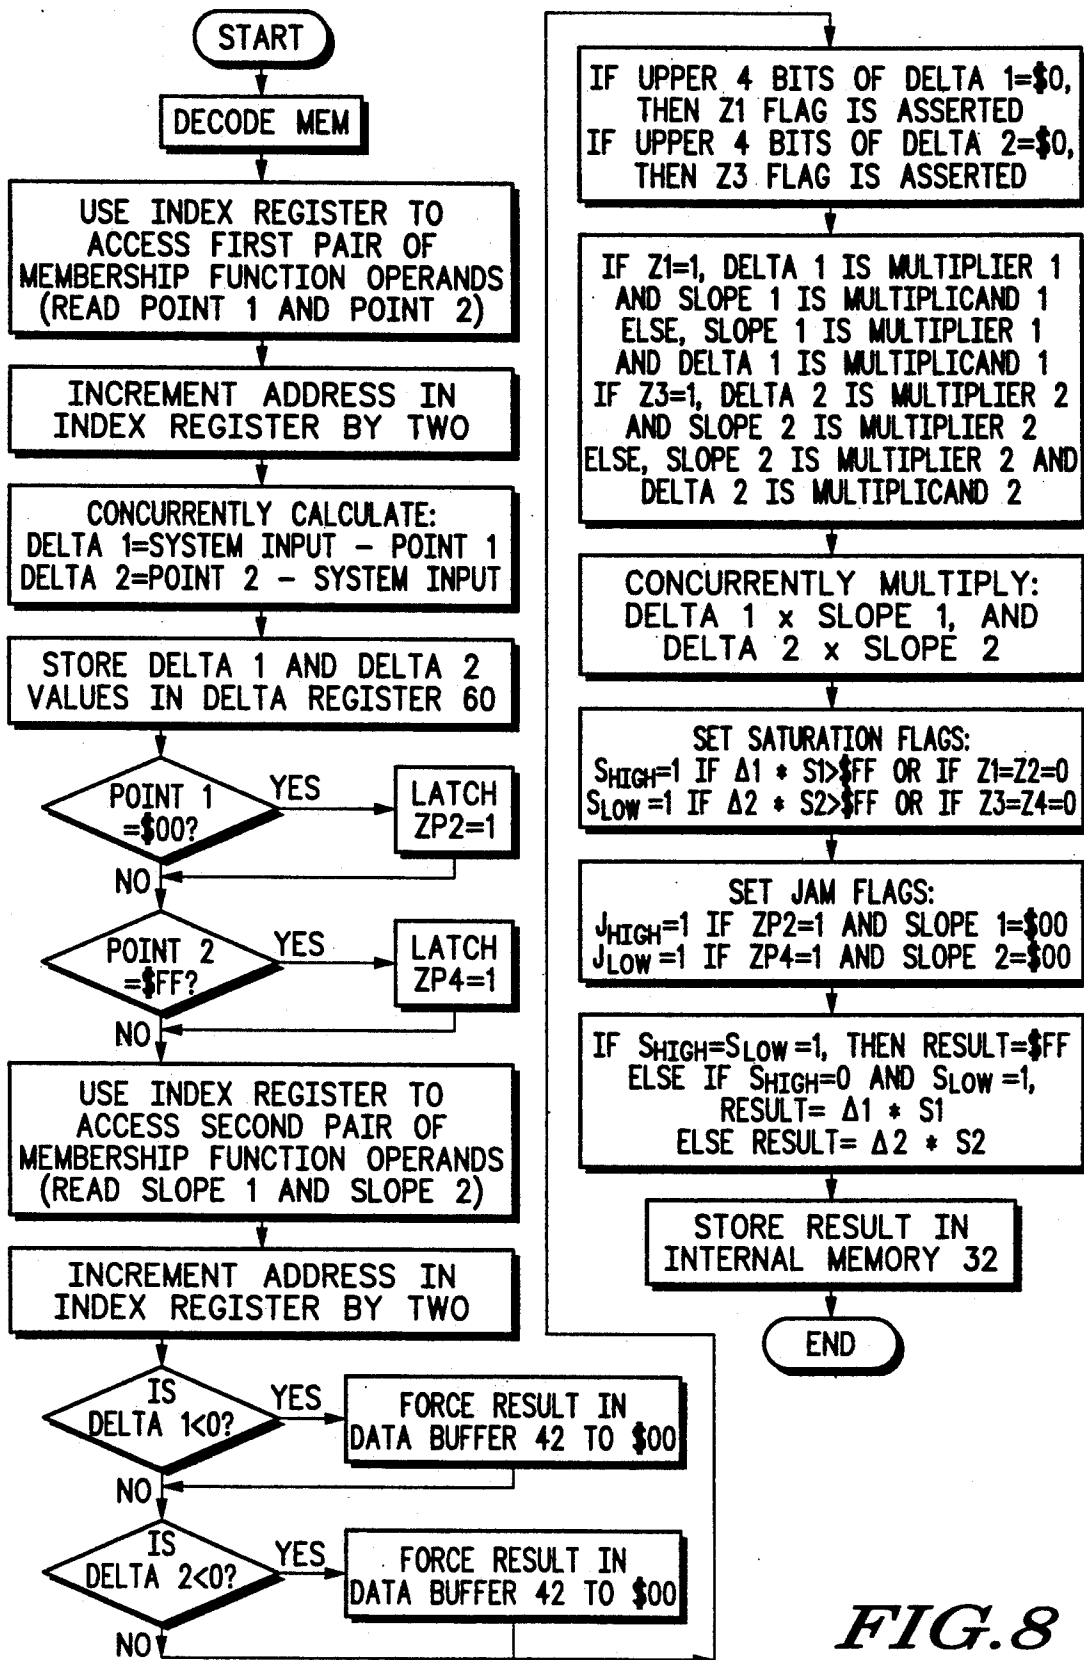 START
DECODE MEM
USE INDEX REGISTER TO
ACCESS FIRST PAIR OF
MEMBERSHIP FUNCTION OPERANDS
(READ POINT 1 AND POINT 2)
INCREMENT ADDRESS IN
INDEX REGISTER BY TWO
CONCURRENTLY CALCULATE:
DELTA 1=SYSTEM INPUT - POINT 1
DELTA 2=POINT 2 - SYSTEM INPUT
STORE DELTA 1 AND DELTA 2
VALUES IN DELTA REGISTER 60
POINT 1
=$00?
YES
LATCH
ZP2=1
NO
POINT 2
=$FF?
YES
LATCH
ZP4=1
NO
USE INDEX REGISTER TO
ACCESS SECOND PAIR OF
MEMBERSHIP FUNCTION OPERANDS
(READ SLOPE 1 AND SLOPE 2)
INCREMENT ADDRESS IN
INDEX REGISTER BY TWO
IS
DELTA 1<0?
YES
FORCE RESULT IN
DATA BUFFER 42 TO $00
NO
IS
DELTA 2<0?
YES
FORCE RESULT IN
DATA BUFFER 42 TO $00
NO
IF UPPER 4 BITS OF DELTA 1=$0,
THEN Z1 FLAG IS ASSERTED
IF UPPER 4 BITS OF DELTA 2=$0,
THEN Z3 FLAG IS ASSERTED
IF Z1=1, DELTA 1 IS MULTIPLIER 1
AND SLOPE 1 IS MULTIPLICAND 1
ELSE, SLOPE 1 IS MULTIPLIER 1
AND DELTA 1 IS MULTIPLICAND 1
IF Z3=1, DELTA 2 IS MULTIPLIER 2
AND SLOPE 2 IS MULTIPLIER 2
ELSE, SLOPE 2 IS MULTIPLIER 2 AND
DELTA 2 IS MULTIPLICAND 2
CONCURRENTLY MULTIPLY:
DELTA 1 x SLOPE 1, AND
DELTA 2 x SLOPE 2
SET SATURATION FLAGS:
SHIGH=1 IF Δ1 * S1>$FF OR IF Z1=Z2=0
SLOW=1 IF Δ2 * S2>$FF OR IF Z3=Z4=0
SET JAM FLAGS:
JHIGH=1 IF ZP2=1 AND SLOPE 1=$00
JLOW=1 IF ZP4=1 AND SLOPE 2=$00
IF SHIGH=SLOW=1, THEN RESULT=$FF
ELSE IF SHIGH=0 AND SLOW=1,
RESULT= Δ1 * S1
ELSE RESULT= Δ2 * S2
STORE RESULT IN
INTERNAL MEMORY 32
END
FIG.8